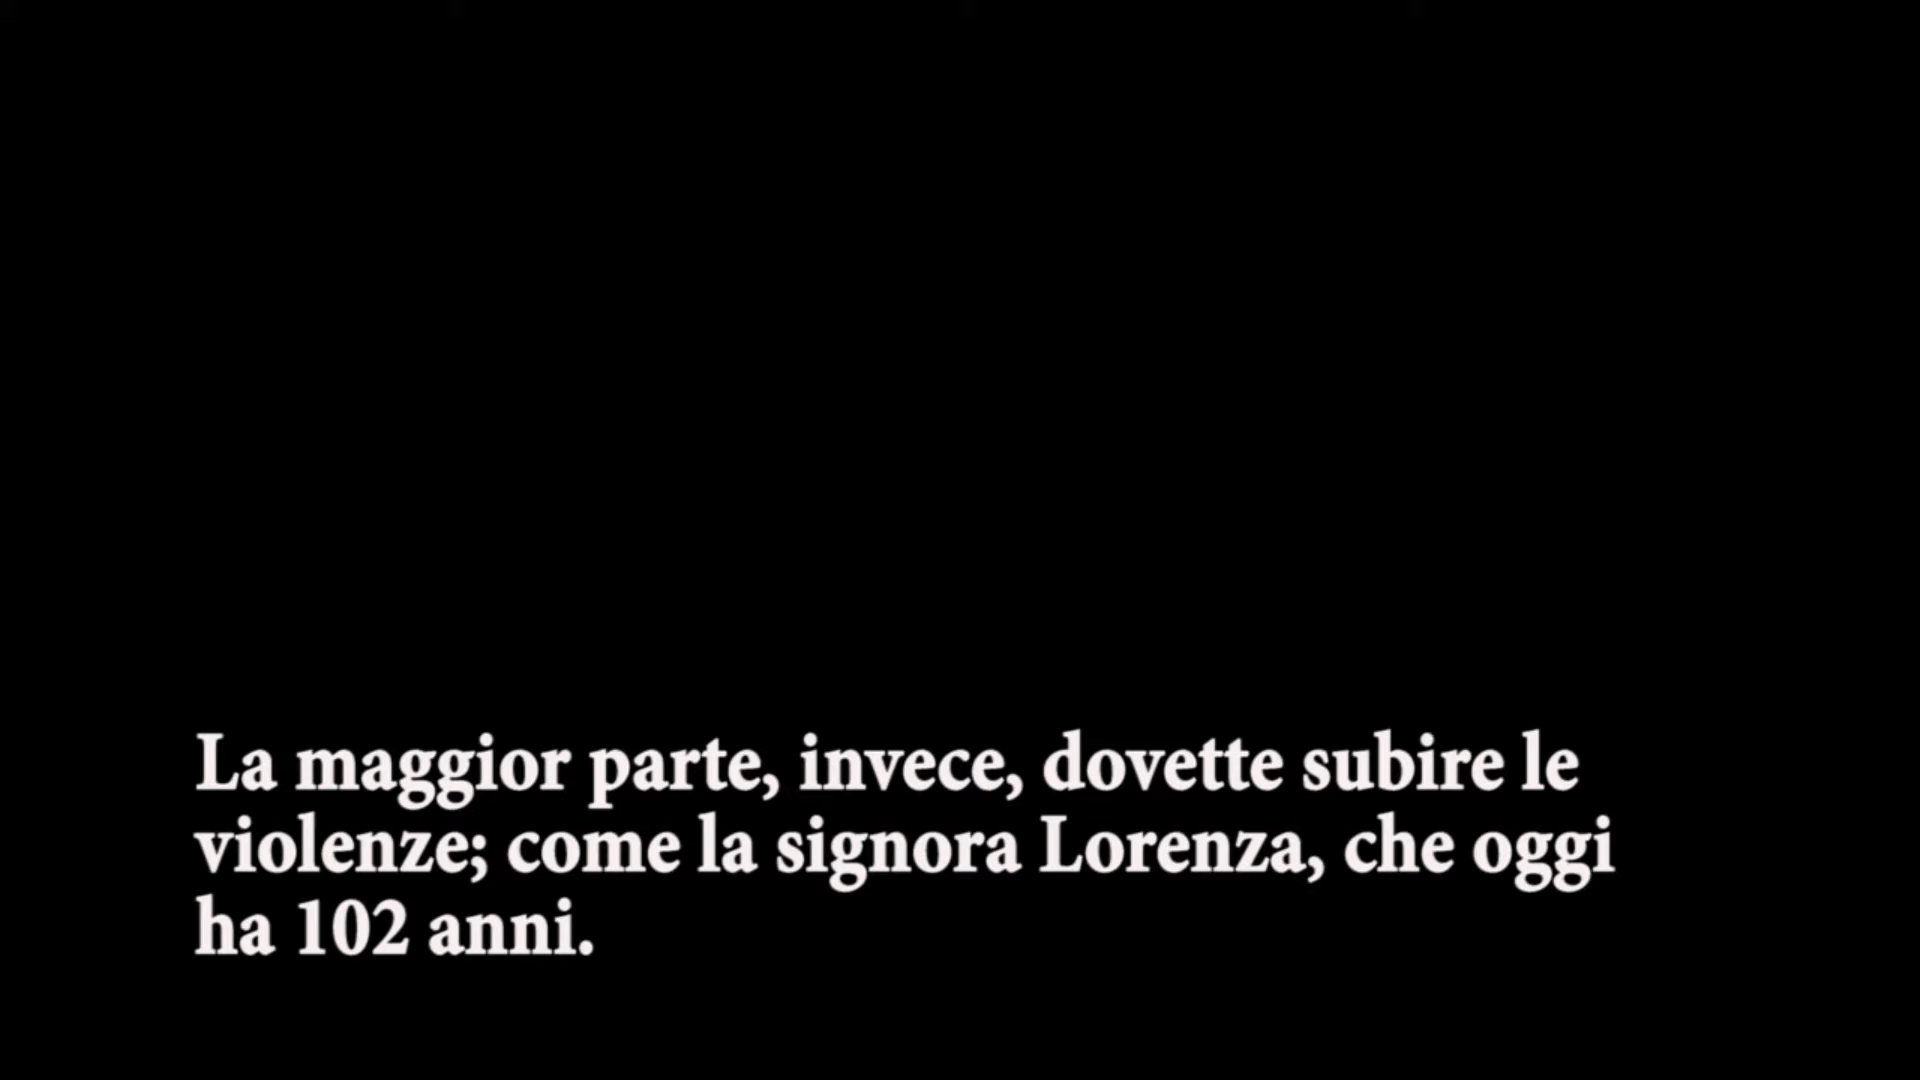 La maggior parte, invece, dovette subire le
violenze; come la signora Lorenza, che oggi
ha 102 anni.